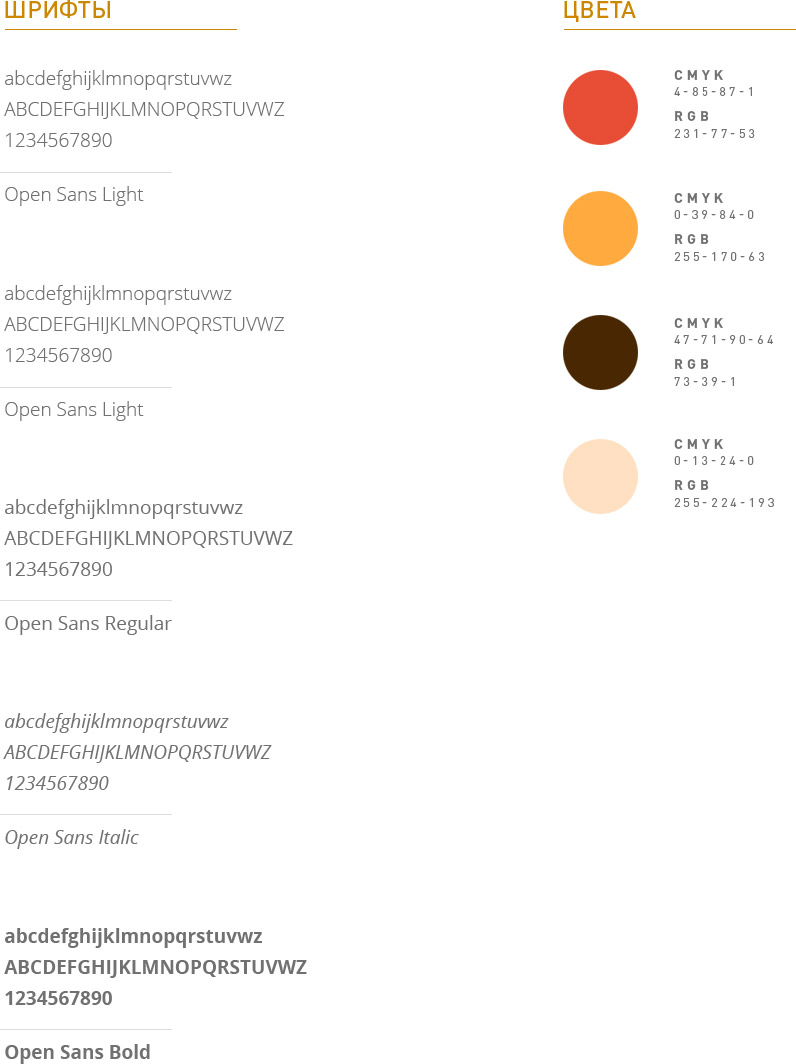 ШРИФТЫ
abcdefghijklmnopqrstuvwz
ABCDEFGHIJKLMNOPQRSTUVWZ
1234567890
Open Sans Light
abcdefghijklmnopqrstuvwz
ABCDEFGHIJKLMNOPQRSTUVWZ
1234567890
Open Sans Light
abcdefghijklmnopqrstuvwz
ABCDEFGHIJKLMNOPQRSTUVWZ
1234567890
Open Sans Regular
abcdefghijklmnopqrstuvwz
ABCDEFGHIJKLMNOPQRSTUVWZ
1234567890
Open Sans Italic
abcdefghijklmnopqrstuvwz
ABCDEFGHIJKLMNOPQRSTUVWZ
1234567890
Open Sans Bold
ЦВЕТА
CMYK
4-85-87-1
RGB
231-77-53
CMYK
0-39-84-0
RGB
255-170-63
CMYK
47-71-90-64
RGB
73-39-1
CMYK
0-13-24-0
RGB
255-224-193